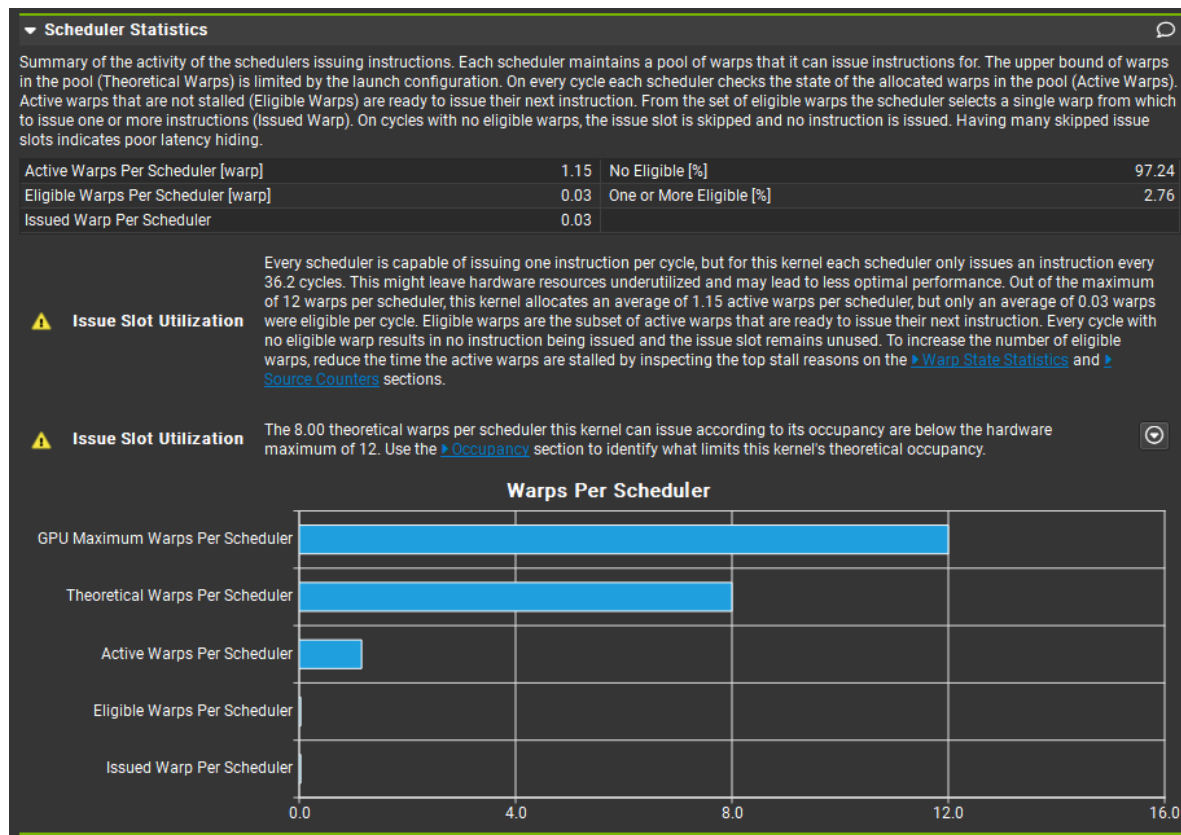 Scheduler Statistics
Summary of the activity of the schedulers issuing instructions. Each scheduler maintains a pool of warps that it can issue instructions for. The upper bound of warps
in the pool (Theoretical Warps) is limited by the launch configuration. On every cycle each scheduler checks the state of the allocated warps in the pool (Active Warps).
Active warps that are not stalled (Eligible Warps) are ready to issue their next instruction. From the set of eligible warps the scheduler selects a single warp from which
to issue one or more instructions (Issued Warp). On cycles with no eligible warps, the issue slot is skipped and no instruction is issued. Having many skipped issue
slots indicates poor latency hiding.
Active Warps Per Scheduler [warp] 1.15 No Eligible [%] 97.24
Eligible Warps Per Scheduler [warp] 0.03 One or More Eligible [%] 2.76
Issued Warp Per Scheduler 0.03
Issue Slot Utilization
Every scheduler is capable of issuing one instruction per cycle, but for this kernel each scheduler only issues an instruction every
36.2 cycles. This might leave hardware resources underutilized and may lead to less optimal performance. Out of the maximum
of 12 warps per scheduler, this kernel allocates an average of 1.15 active warps per scheduler, but only an average of 0.03 warps
were eligible per cycle. Eligible warps are the subset of active warps that are ready to issue their next instruction. Every cycle with
no eligible warp results in no instruction being issued and the issue slot remains unused. To increase the number of eligible
warps, reduce the time the active warps are stalled by inspecting the top stall reasons on the Warp State Statistics and
Source Counters sections.
Issue Slot Utilization
The 8.00 theoretical warps per scheduler this kernel can issue according to its occupancy are below the hardware
maximum of 12. Use the Occupancy section to identify what limits this kernel's theoretical occupancy.
Warps Per Scheduler
GPU Maximum Warps Per Scheduler
Theoretical Warps Per Scheduler
Active Warps Per Scheduler
Eligible Warps Per Scheduler
Issued Warp Per Scheduler
0.0 4.0 8.0 12.0 16.0